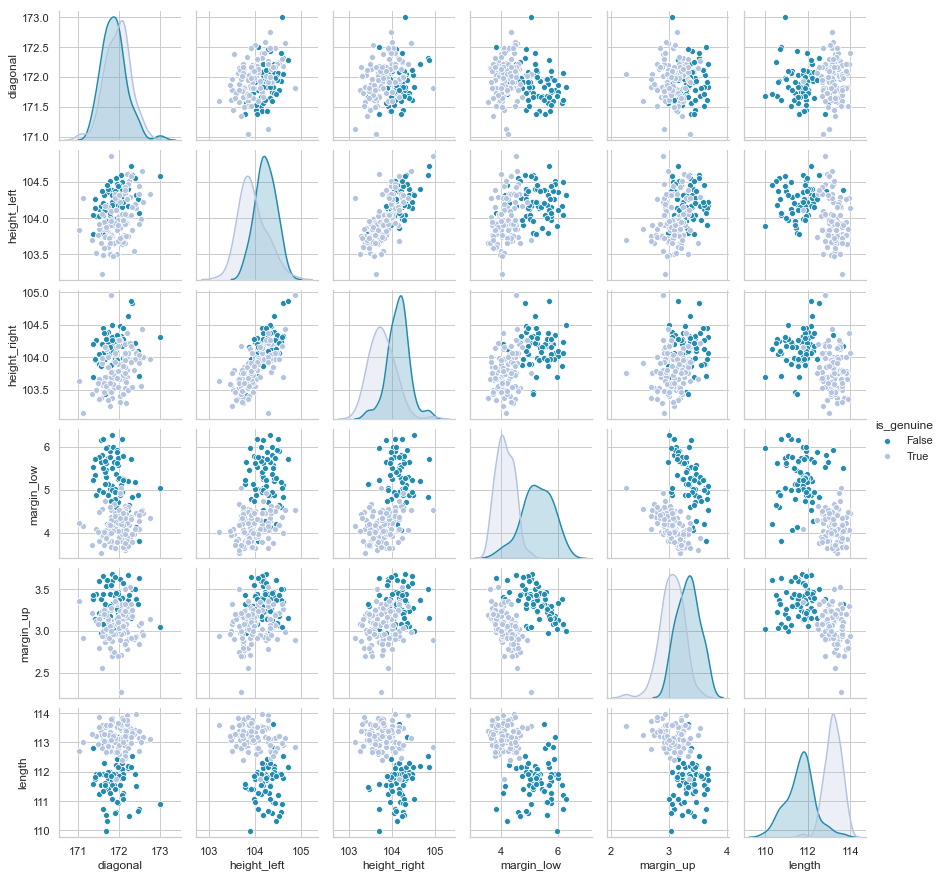 173.0
172.5
172.0
171.5
171.0
diagonal
104.5
104.0
103.5
height_left
105.0
104.5
104.0
103.5
height_right
6
5
4
margin_low
3.5
3.0
2.5
margin_up
114
113
112
111
110
length
is_genuine
False
True
171 172 173
diagonal
103 104 105
height_left
103 104 105
height_right
4 6
margin_low
2 3 4
margin_up
110 112 114
length